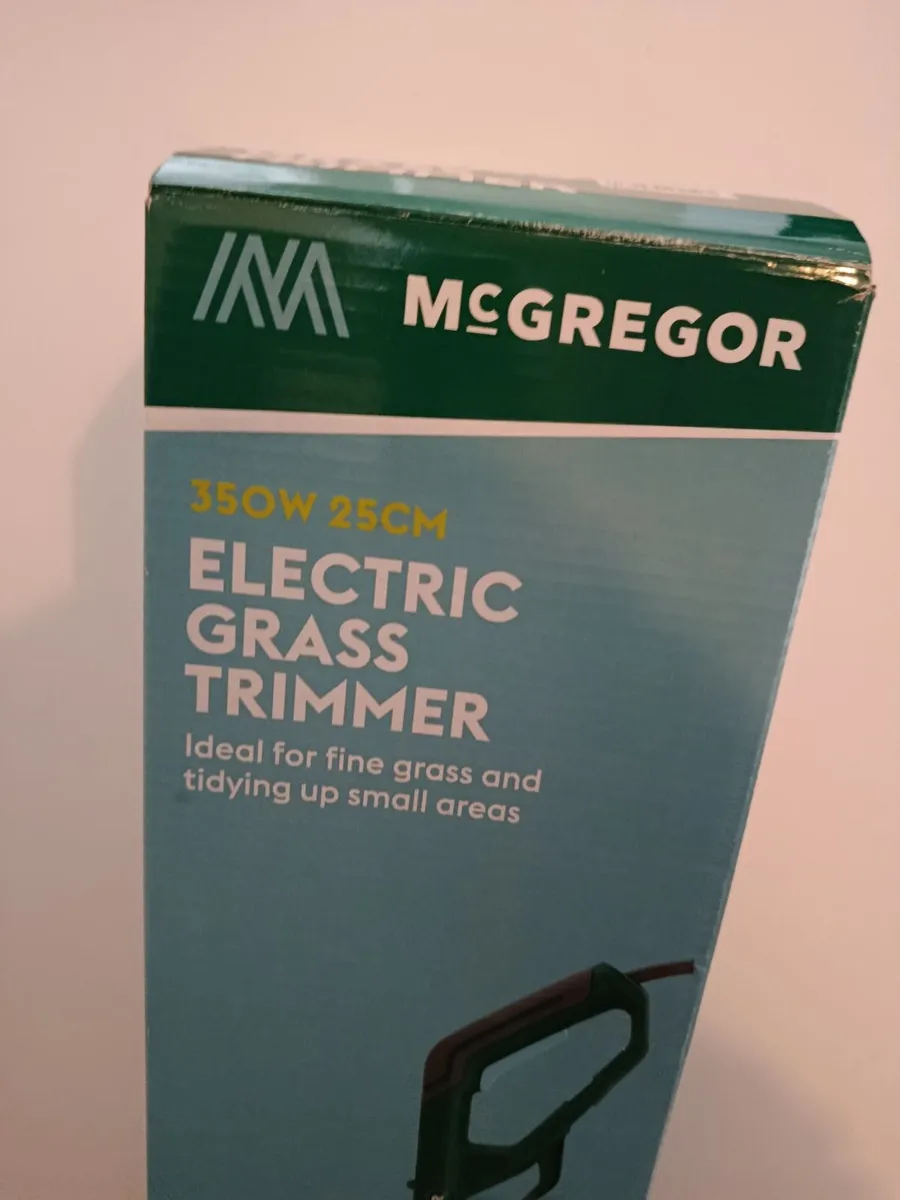 McGREGOR
350W 25CM
ELECTRIC
GRASS
TRIMMER
Ideal for fine grass and
tidying up small areas